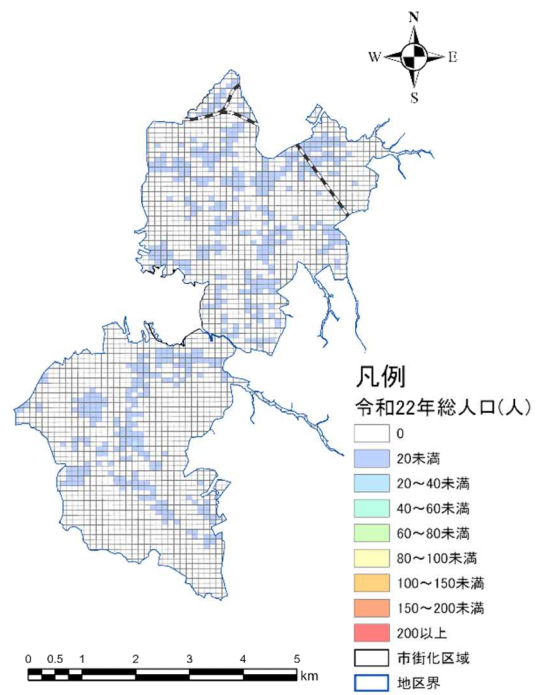 N
W E
S
凡例
令和22年総人口(人)
0
20未満
20～40未満
40～60未満
60～80未満
80～100未満
100～150未満
150～200未満
200以上
市街化区域
地区界
0 0.5 1 2 3 4 5
km